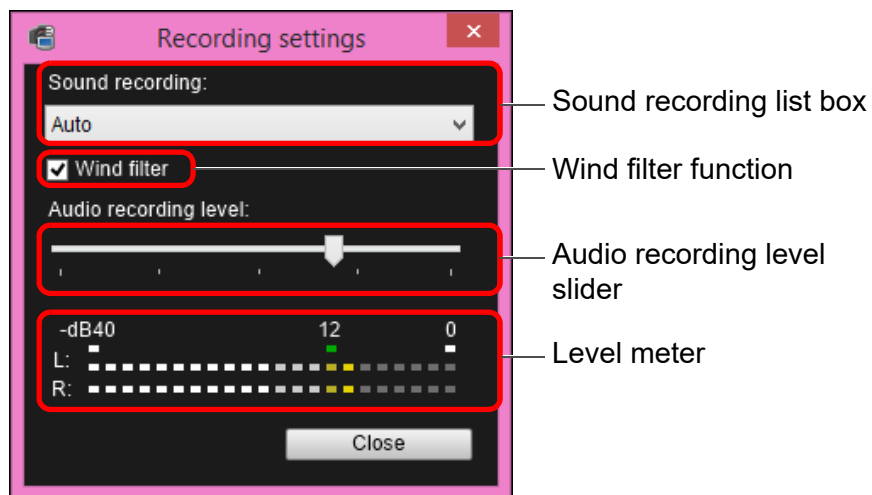 Recording settings
Sound recording:
Auto
Sound recording list box
Wind filter
Wind filter function
Audio recording level:
Audio recording level
slider
-dB40 12 0
L:
R:
Level meter
Close